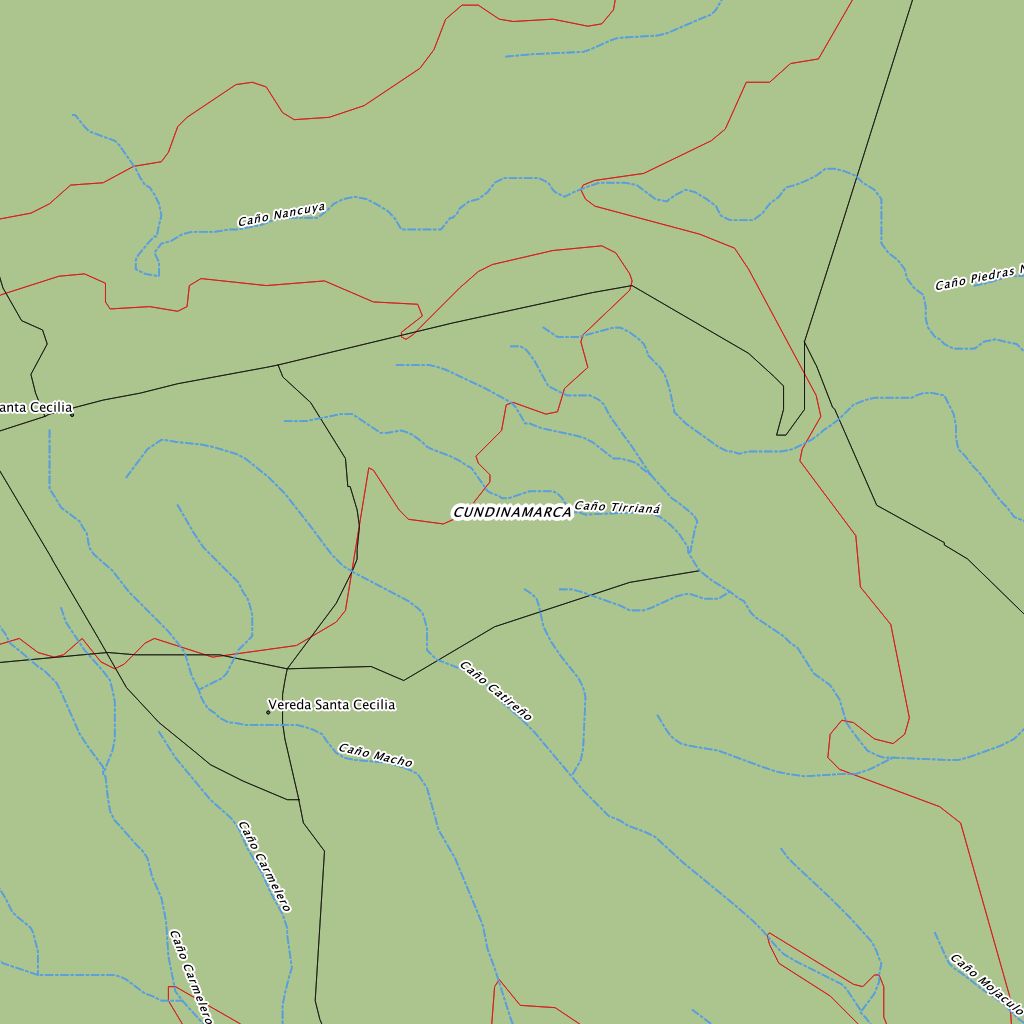 Caño Nancuya
Caño Piedras N
anta Cecilia
CUNDINAMARCA
Caño Tirrianá
Caño Catireño
Vereda Santa Cecilia
Caño Macho
Caño Carmelero
Caño Carmelero
Caño Mojaculo